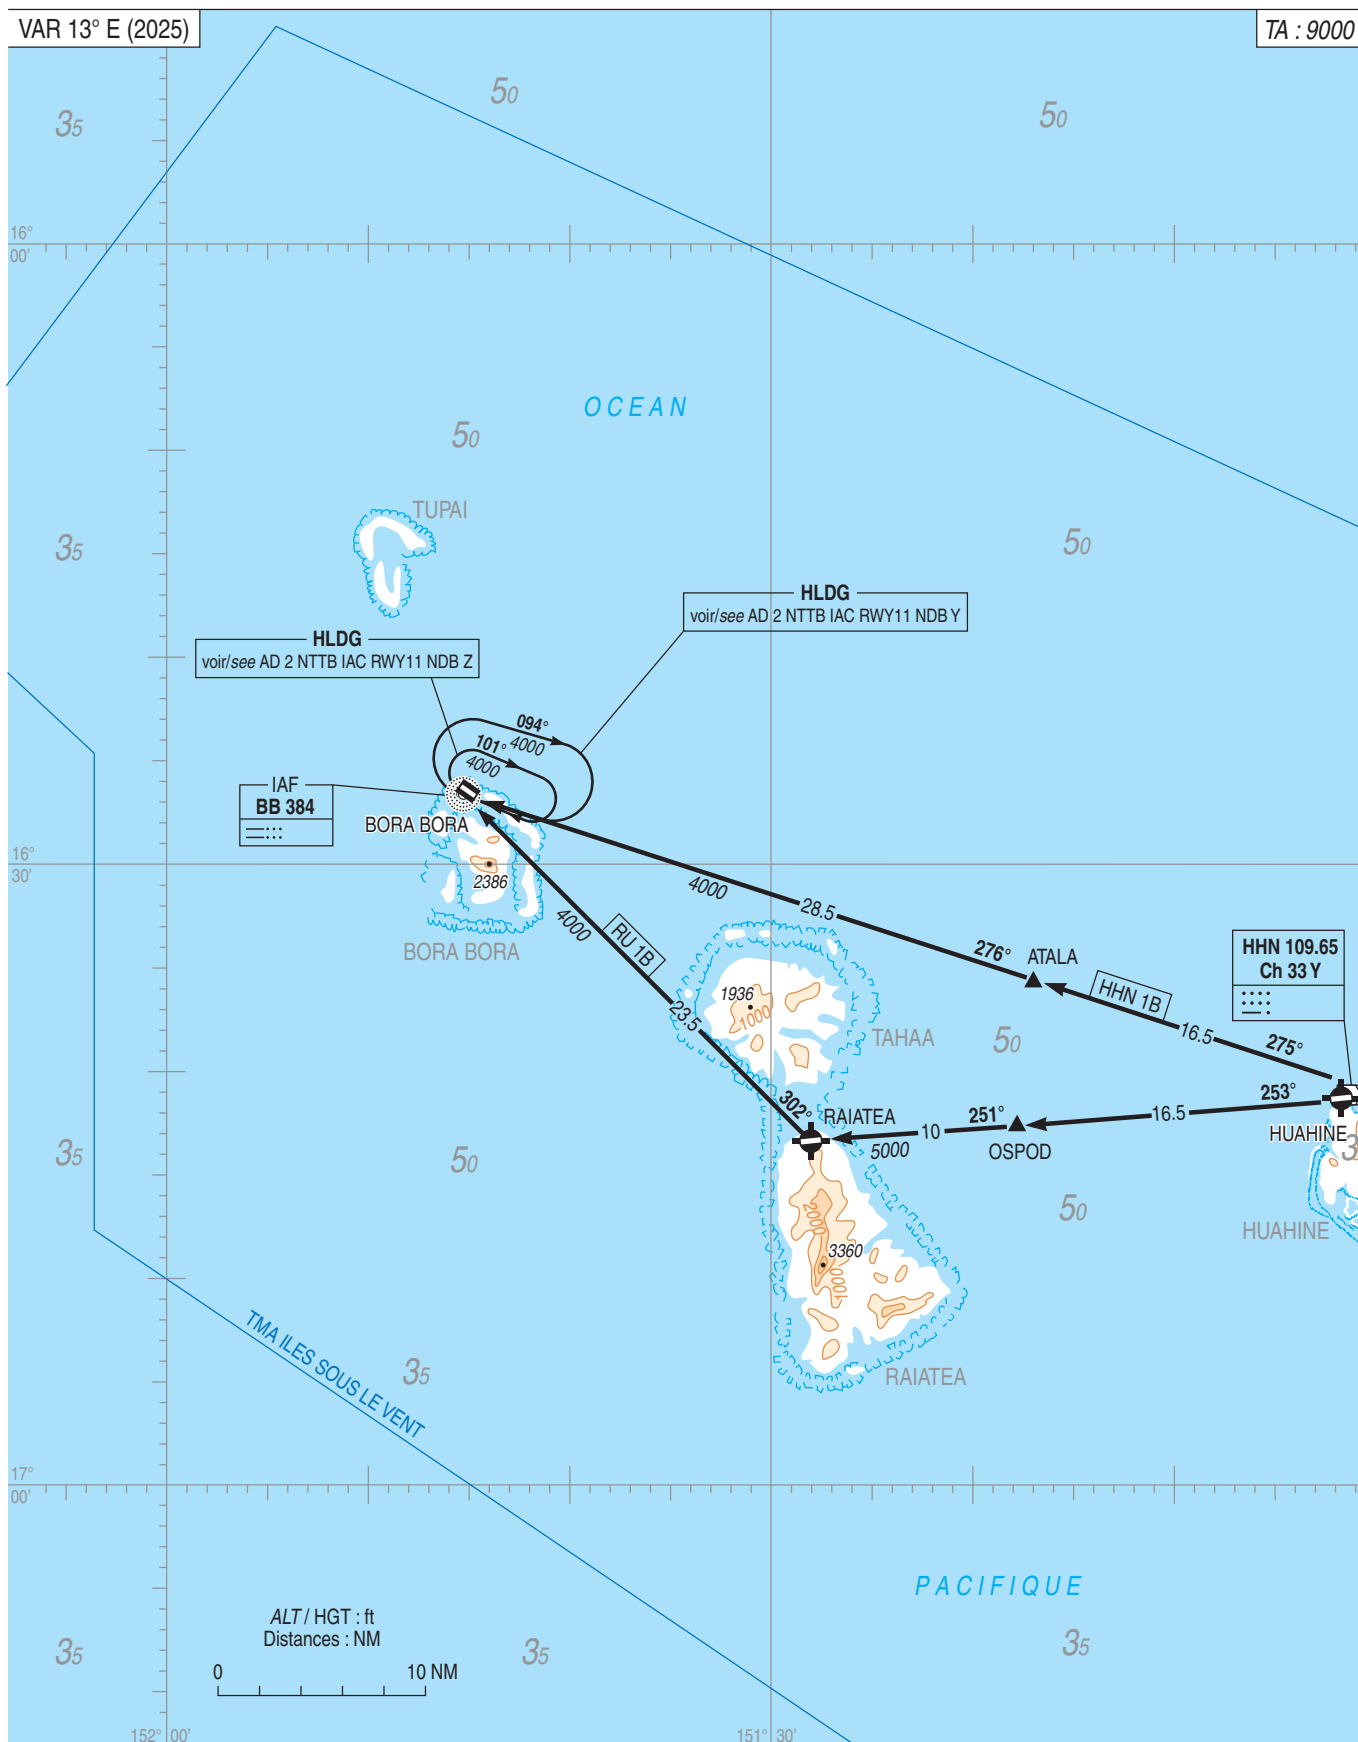 VAR 13° E (2025)
TA : 9000
50
35
50
16°
00'
OCEAN
50
TUPAI
35
50
HLDG
voir/see AD 2 NTTB IAC RWY11 NDB Y
HLDG
voir/see AD 2 NTTB IAC RWY11 NDB Z
094°
4000
101°
4000
IAF
BB 384
BORA BORA
16°
30'
2386
4000
28.5
4000
RU 1B
BORA BORA
276°
ATALA
HHN 109.65
Ch 33 Y
HHN 1B
1936
1000
23.5
TAHAA
50
16.5
275°
302°
RAIATEA
251°
253°
10
16.5
5000
OSPOD
HUAHINE
35
50
3
50
2000
HUAHINE
3360
1000
TMA ILES SOUS LE VENT
35
RAIATEA
17°
00'
PACIFIQUE
ALT / HGT : ft
Distances : NM
35
35
35
0
10 NM
152° 00'
151° 30'